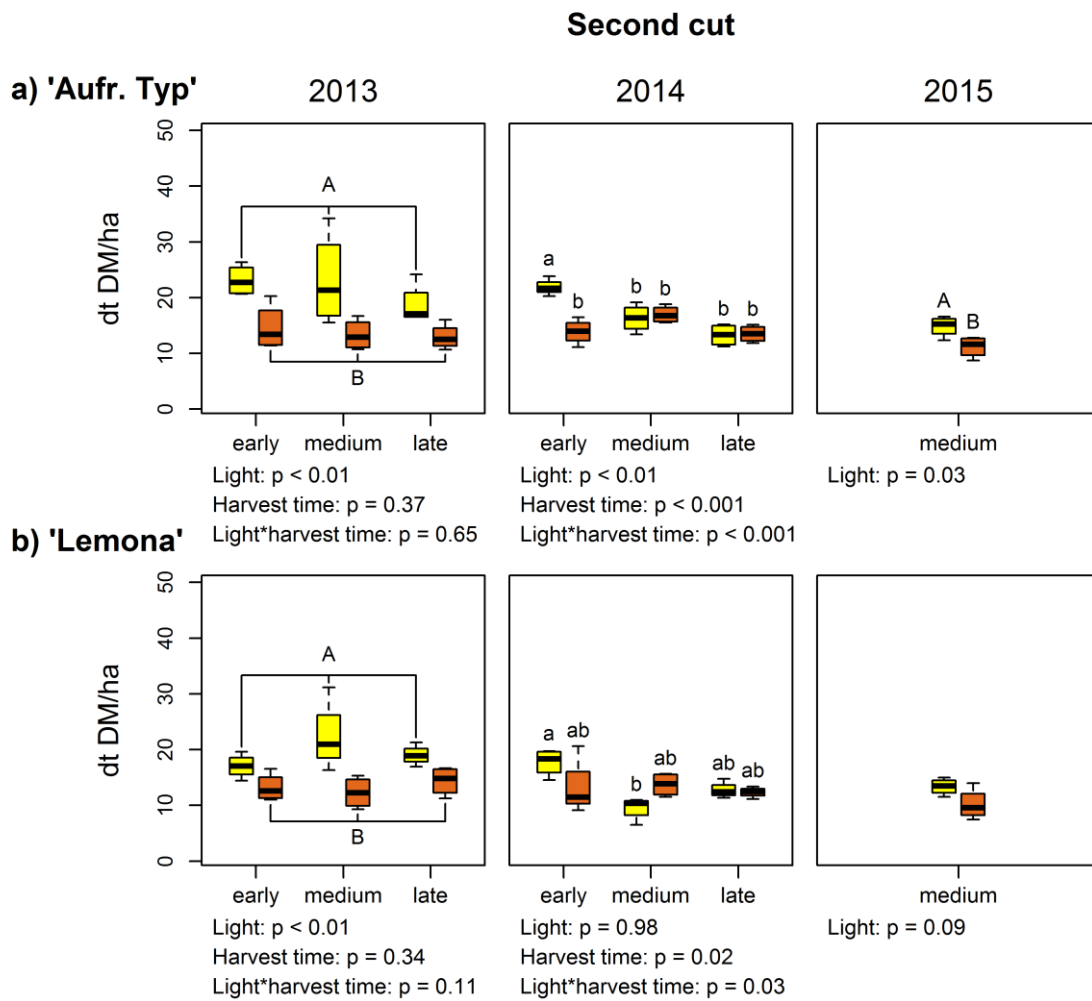 Second cut
a) 'Aufr. Typ' 2013 2014 2015
dt DM/ha
50
40
30
20
10
0
A
B
a
b
b
b
b
b
A
B
early medium late
early medium late
medium
Light: p < 0.01
Harvest time: p = 0.37
Light*harvest time: p = 0.65
Light: p < 0.01
Harvest time: p < 0.001
Light*harvest time: p < 0.001
Light: p = 0.03
b) 'Lemona'
dt DM/ha
50
40
30
20
10
0
A
B
a
ab
b
ab
ab
ab
early medium late
early medium late
medium
Light: p < 0.01
Harvest time: p = 0.34
Light*harvest time: p = 0.11
Light: p = 0.98
Harvest time: p = 0.02
Light*harvest time: p = 0.03
Light: p = 0.09